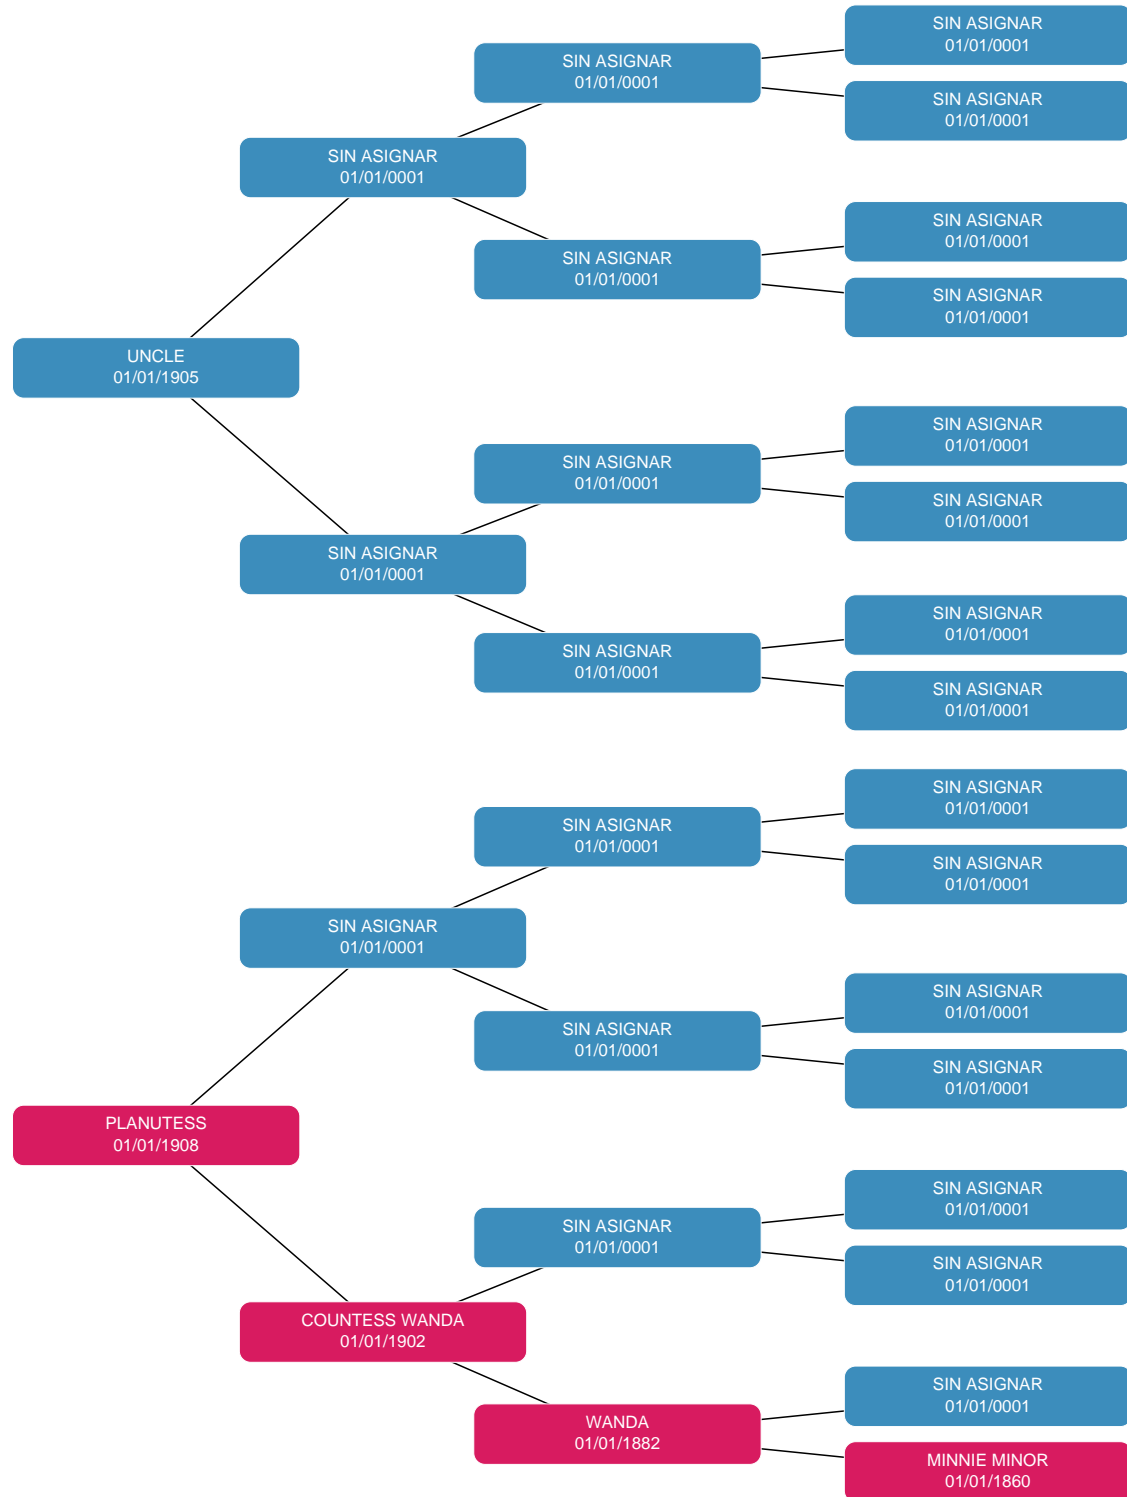 SIN ASIGNAR
01/01/0001
SIN ASIGNAR
01/01/0001
SIN ASIGNAR
01/01/0001
SIN ASIGNAR
01/01/0001
SIN ASIGNAR
01/01/0001
SIN ASIGNAR
01/01/0001
SIN ASIGNAR
01/01/0001
UNCLE
01/01/1905
SIN ASIGNAR
01/01/0001
SIN ASIGNAR
01/01/0001
SIN ASIGNAR
01/01/0001
SIN ASIGNAR
01/01/0001
SIN ASIGNAR
01/01/0001
SIN ASIGNAR
01/01/0001
SIN ASIGNAR
01/01/0001
SIN ASIGNAR
01/01/0001
SIN ASIGNAR
01/01/0001
SIN ASIGNAR
01/01/0001
SIN ASIGNAR
01/01/0001
SIN ASIGNAR
01/01/0001
SIN ASIGNAR
01/01/0001
SIN ASIGNAR
01/01/0001
PLANUTESS
01/01/1908
SIN ASIGNAR
01/01/0001
SIN ASIGNAR
01/01/0001
SIN ASIGNAR
01/01/0001
COUNTESS WANDA
01/01/1902
SIN ASIGNAR
01/01/0001
WANDA
01/01/1882
MINNIE MINOR
01/01/1860